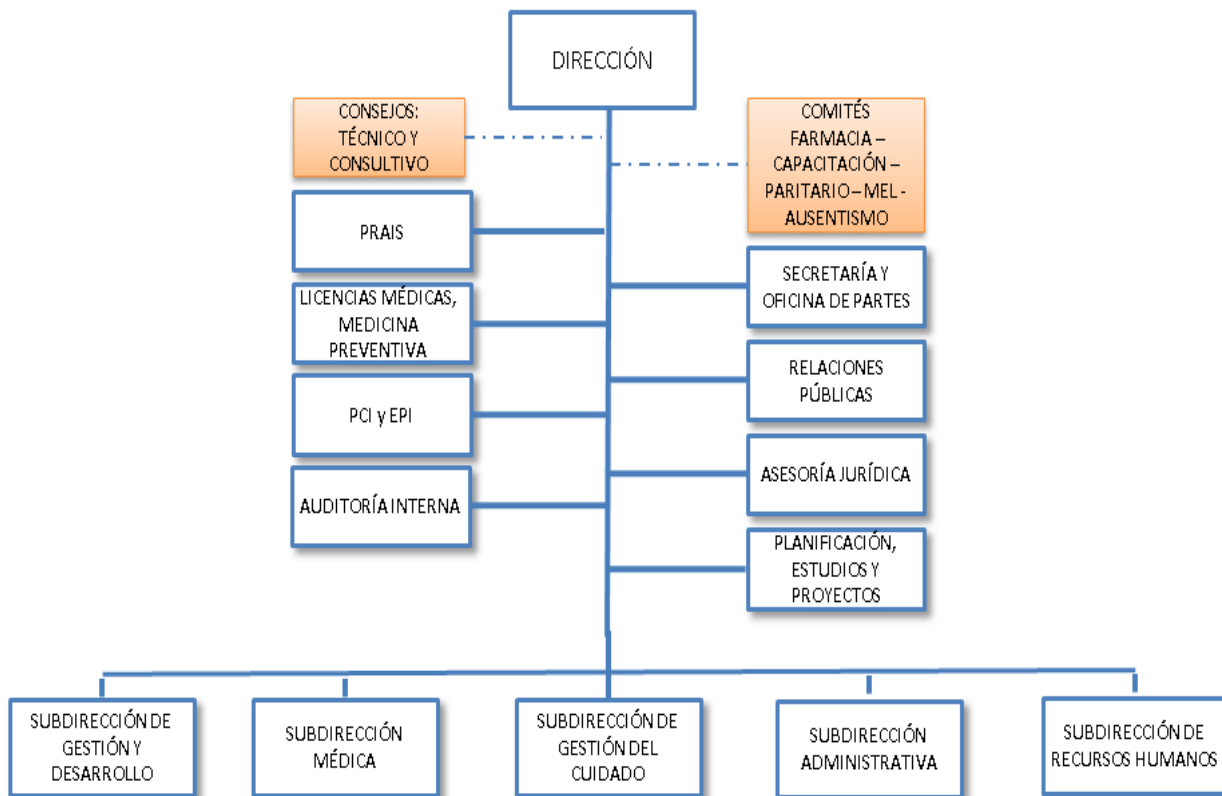 DIRECCIÓN
CONSEJOS:
TÉCNICO Y
CONSULTIVO
COMITÉS
FARMACIA –
CAPACITACIÓN –
PARITARIO – MEL -
AUSENTISMO
PRAIS
SECRETARÍA Y
OFICINA DE PARTES
LICENCIAS MÉDICAS,
MEDICINA
PREVENTIVA
RELACIONES
PÚBLICAS
PCI y EPI
ASESORÍA JURÍDICA
AUDITORÍA INTERNA
PLANIFICACIÓN,
ESTUDIOS Y
PROYECTOS
SUBDIRECCIÓN DE
GESTIÓN Y
DESARROLLO
SUBDIRECCIÓN
MÉDICA
SUBDIRECCIÓN DE
GESTIÓN DEL
CUIDADO
SUBDIRECCIÓN
ADMINISTRATIVA
SUBDIRECCIÓN DE
RECURSOS HUMANOS